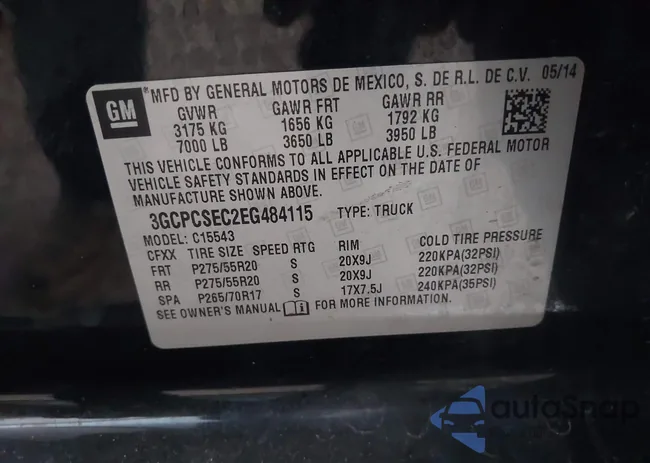 GM
MFD BY GENERAL MOTORS DE MEXICO, S. DE R.L. DE C.V. 05/14
GVWR GAWR FRT GAWR RR
3175 KG 1656 KG 1792 KG
7000 LB 3650 LB 3950 LB
THIS VEHICLE CONFORMS TO ALL APPLICABLE U.S. FEDERAL MOTOR
VEHICLE SAFETY STANDARDS IN EFFECT ON THE DATE OF
MANUFACTURE SHOWN ABOVE.
3GCPCSEC2EG484115 TYPE: TRUCK
MODEL: C15543
CFXX TIRE SIZE SPEED RTG RIM COLD TIRE PRESSURE
FRT P275/55R20 S 20X9J 220KPA(32PSI)
RR P275/55R20 S 20X9J 220KPA(32PSI)
SPA P265/70R17 S 17X7.5J 240KPA(35PSI)
SEE OWNER'S MANUAL FOR MORE INFORMATION
autoSnap